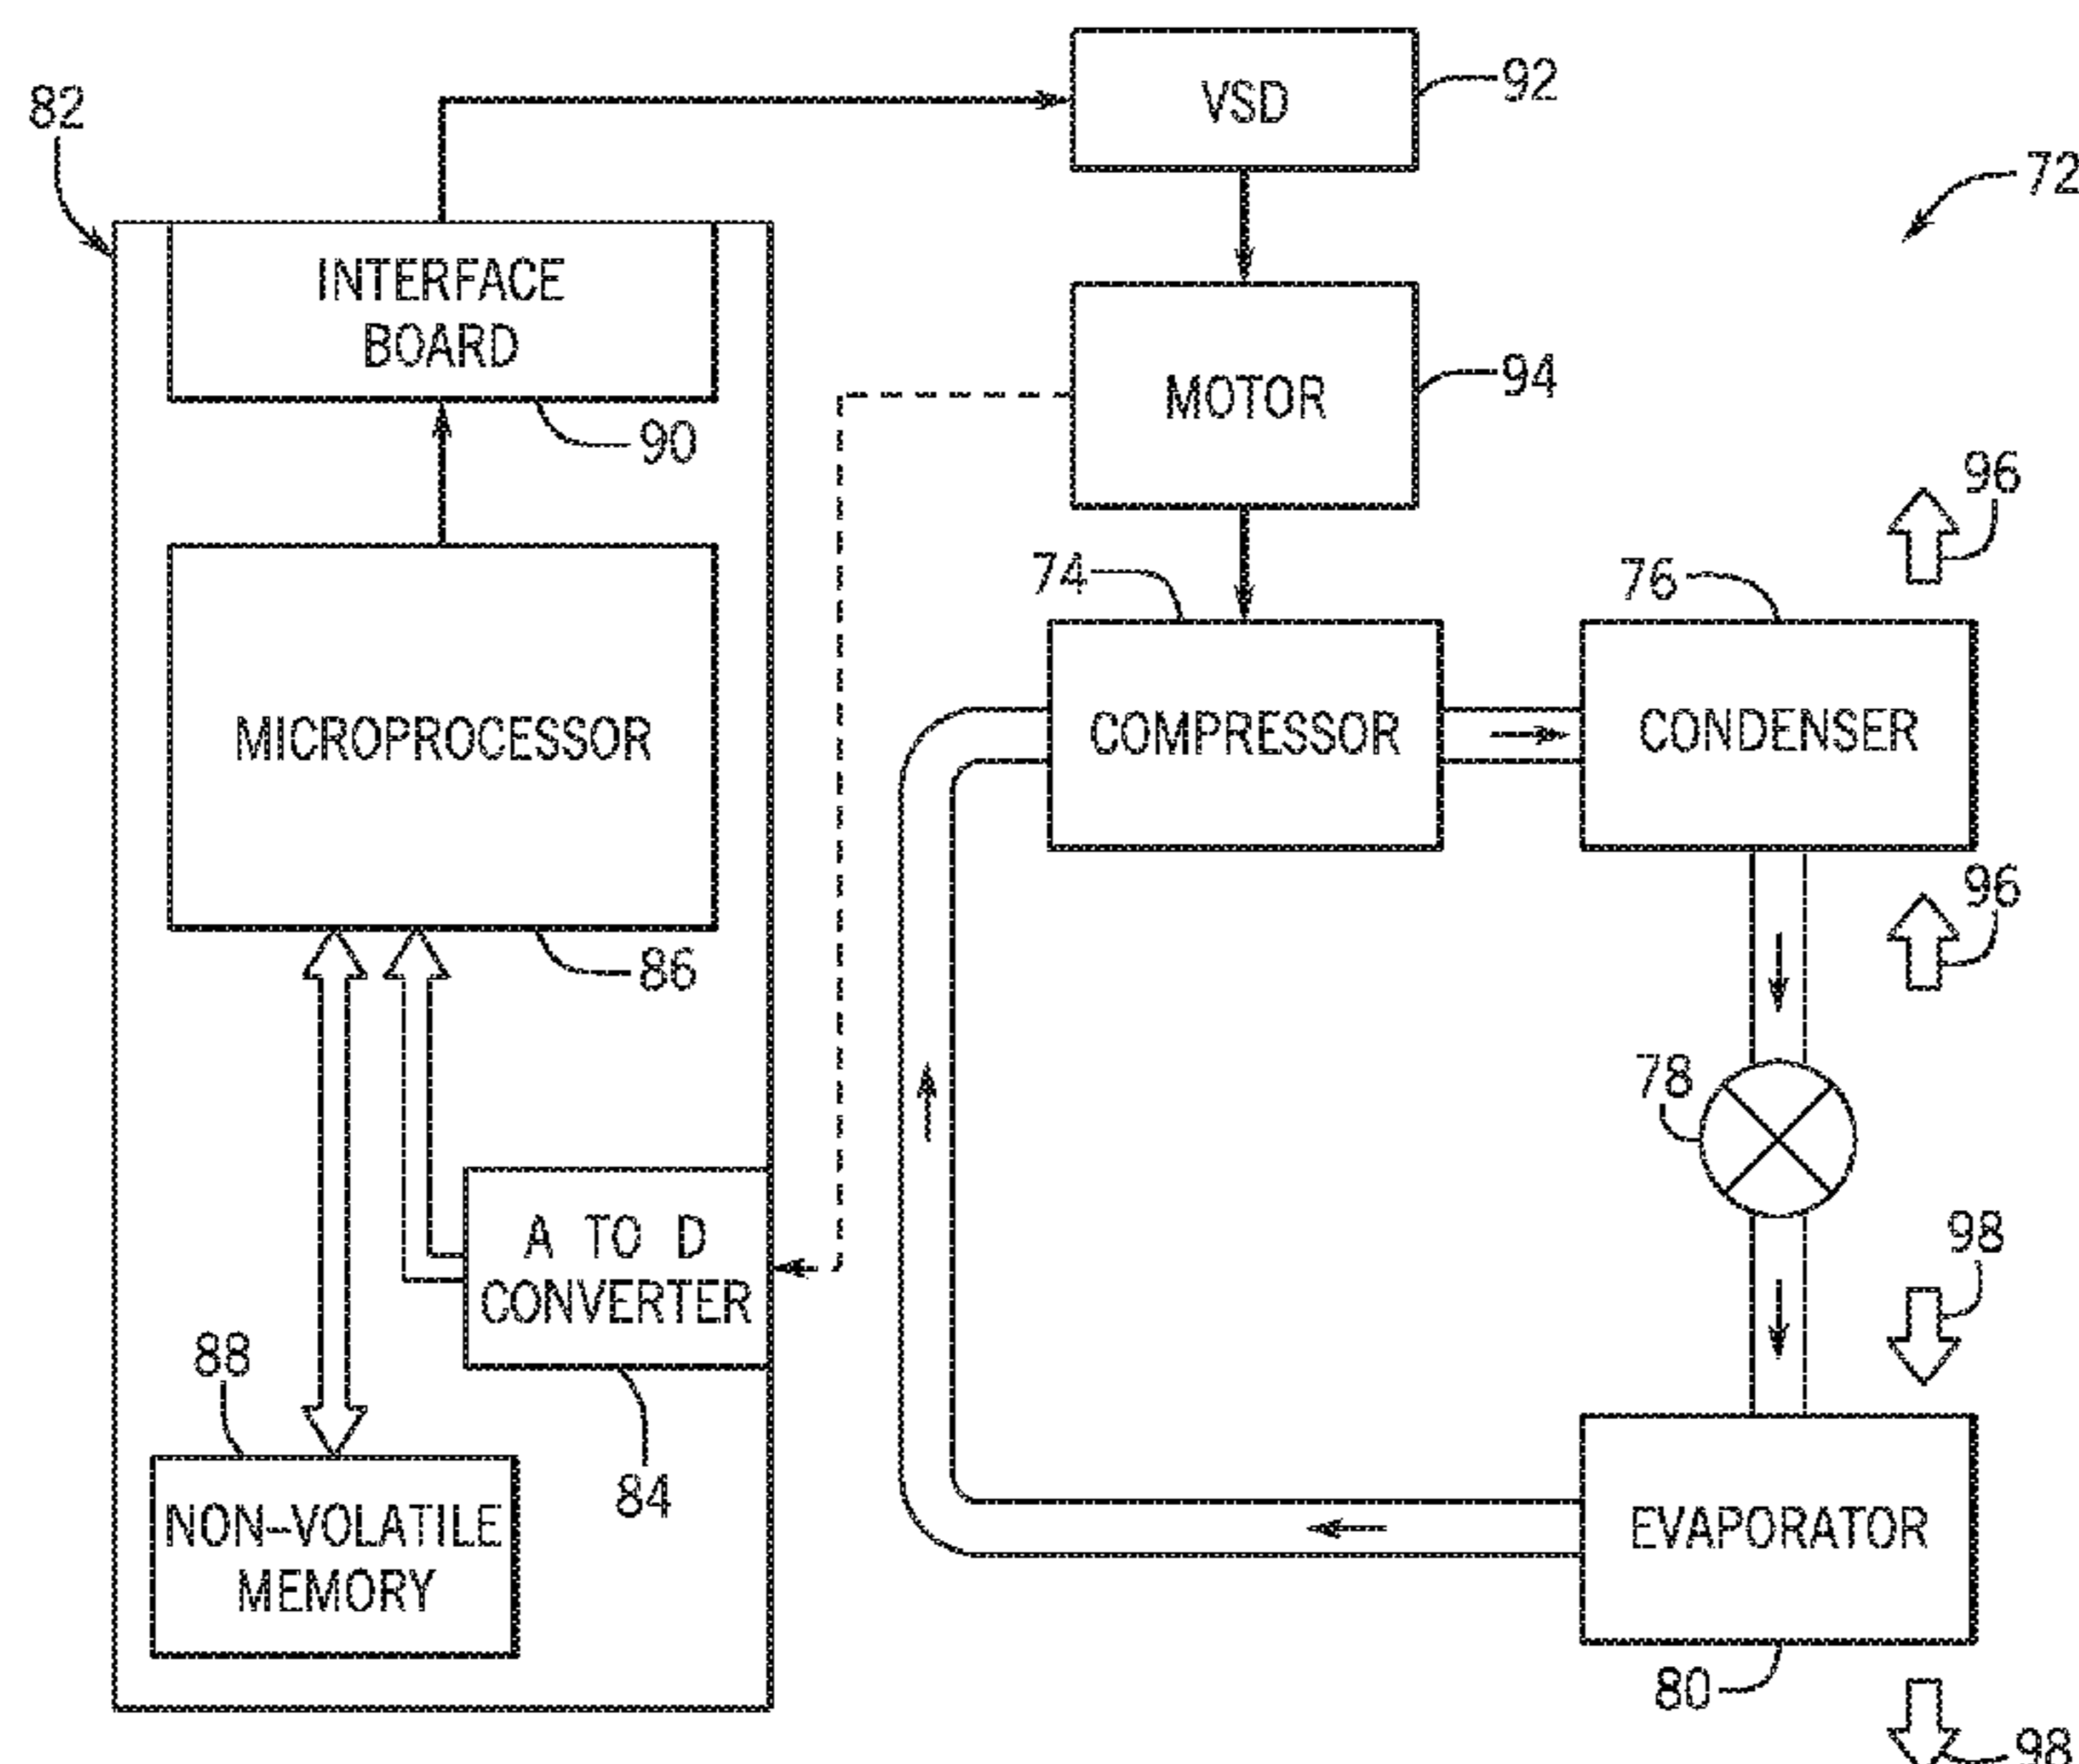 VSD
92
82
72
INTERFACE
BOARD
MOTOR
94
90
96
74
76
MICROPROCESSOR
COMPRESSOR
CONDENSER
96
86
78
A TO D
CONVERTER
98
88
84
NON-VOLATILE
MEMORY
EVAPORATOR
80
98